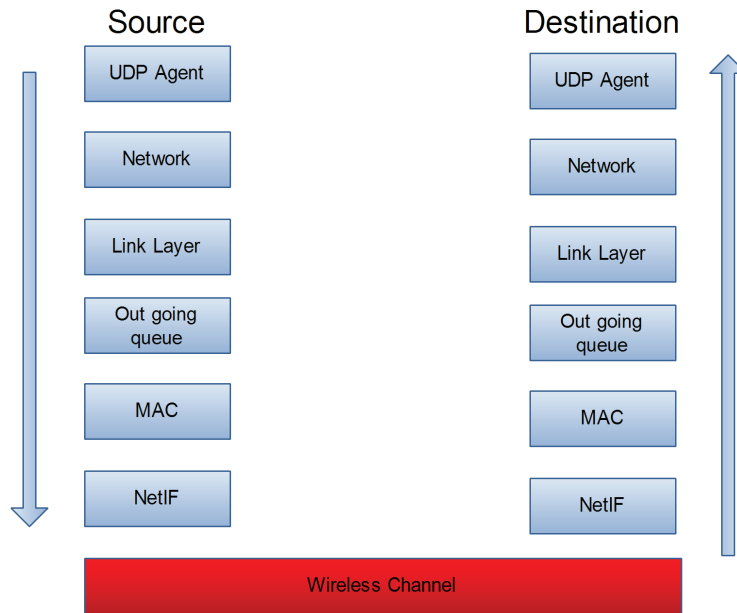 Source
UDP Agent
Network
Link Layer
Out going
queue
MAC
NetIF
Destination
UDP Agent
Network
Link Layer
Out going
queue
MAC
NetIF
Wireless Channel